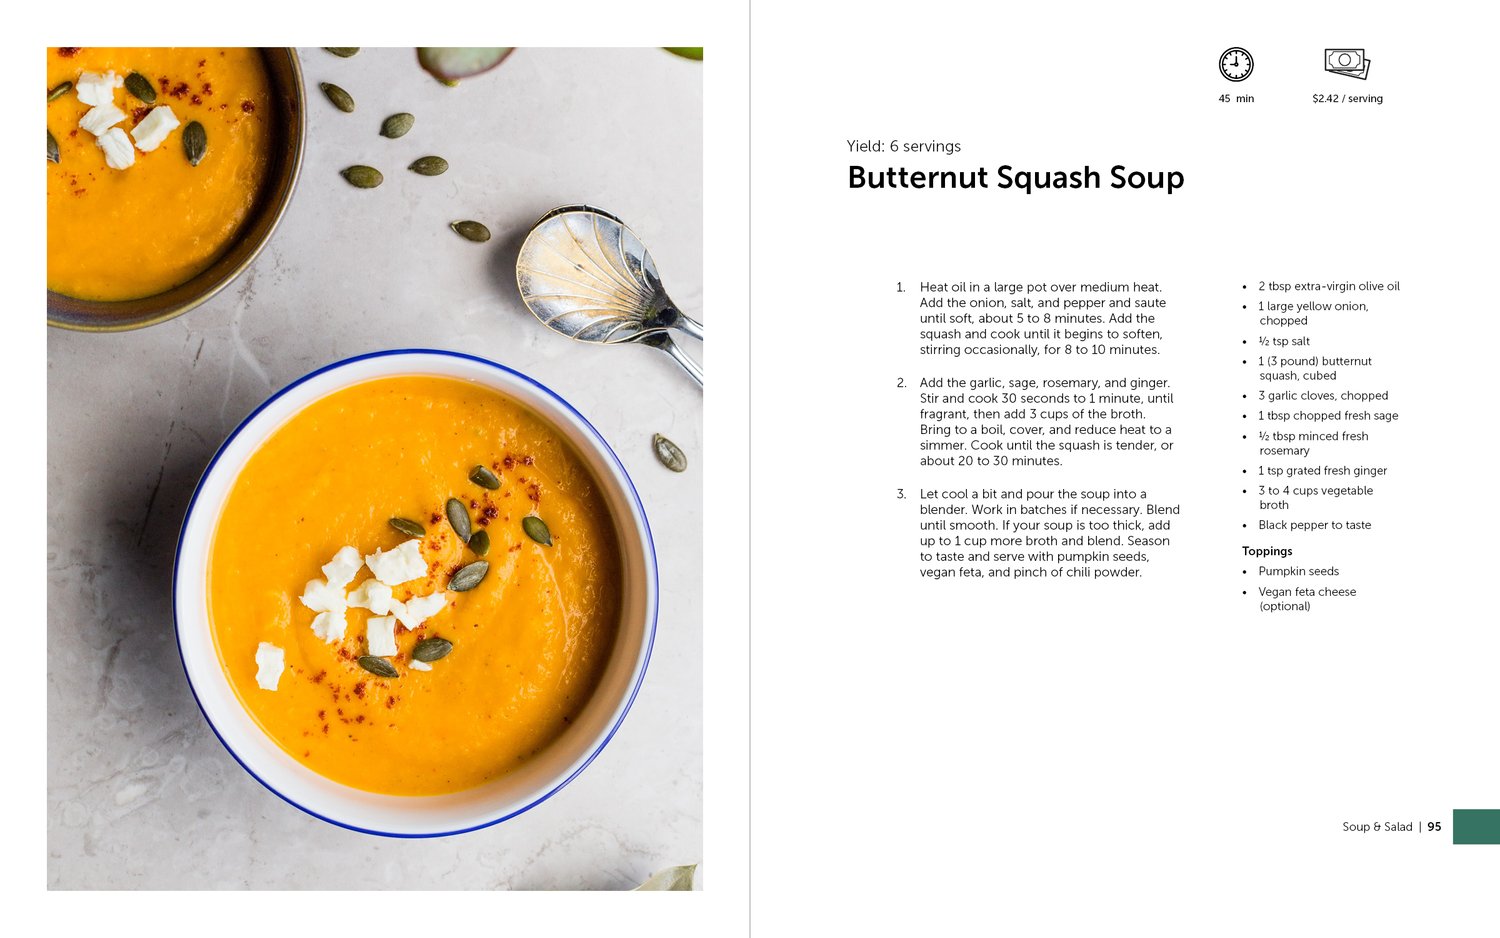 45 min
$2.42 / serving
Yield: 6 servings
Butternut Squash Soup
1. Heat oil in a large pot over medium heat.
Add the onion, salt, and pepper and saute
until soft, about 5 to 8 minutes. Add the
squash and cook until it begins to soften,
stirring occasionally, for 8 to 10 minutes.
2. Add the garlic, sage, rosemary, and ginger.
Stir and cook 30 seconds to 1 minute, until
fragrant, then add 3 cups of the broth.
Bring to a boil, cover, and reduce heat to a
simmer. Cook until the squash is tender, or
about 20 to 30 minutes.
3. Let cool a bit and pour the soup into a
blender. Work in batches if necessary. Blend
until smooth. If your soup is too thick, add
up to 1 cup more broth and blend. Season
to taste and serve with pumpkin seeds,
vegan feta, and pinch of chili powder.
• 2 tbsp extra-virgin olive oil
• 1 large yellow onion,
chopped
• ½ tsp salt
• 1 (3 pound) butternut
squash, cubed
• 3 garlic cloves, chopped
• 1 tbsp chopped fresh sage
• ½ tbsp minced fresh
rosemary
• 1 tsp grated fresh ginger
• 3 to 4 cups vegetable
broth
• Black pepper to taste
Toppings
• Pumpkin seeds
• Vegan feta cheese
(optional)
Soup & Salad | 95